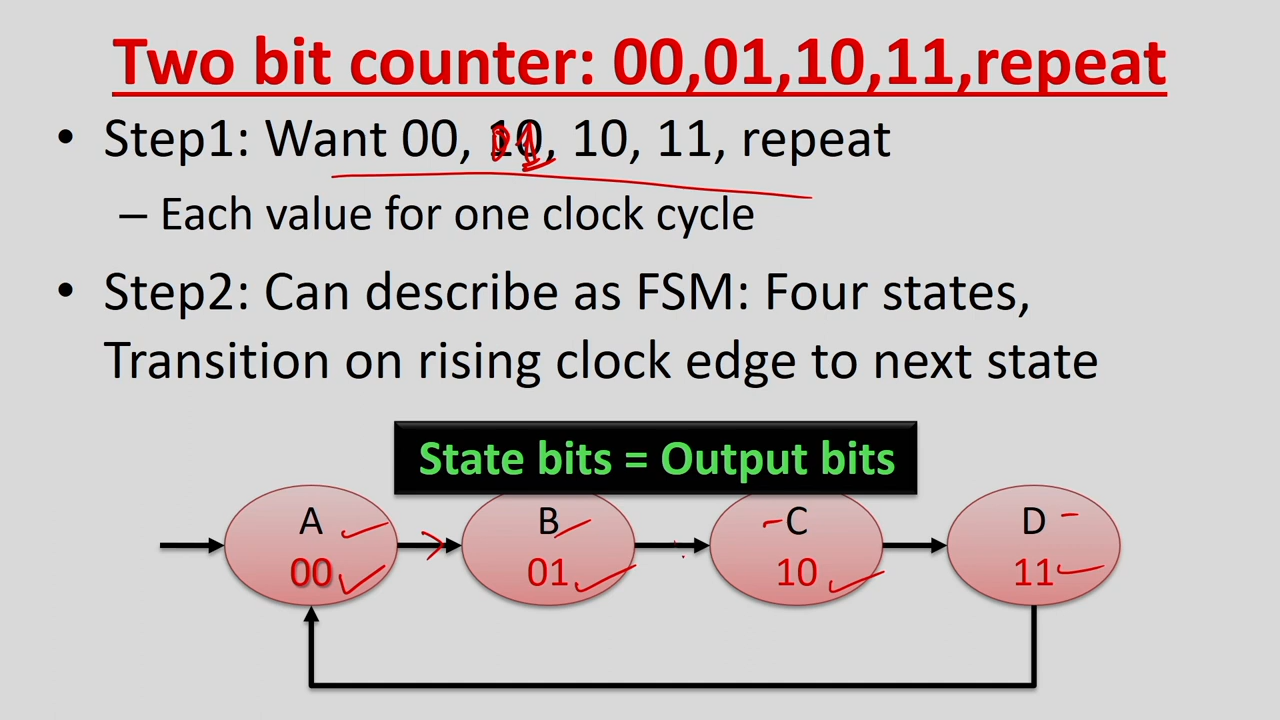 Two bit counter: 00,01,10,11,repeat
• Step1: Want 00, 10, 10, 11, repeat
01
– Each value for one clock cycle
• Step2: Can describe as FSM: Four states,
Transition on rising clock edge to next state
State bits = Output bits
A B C D
00 01 10 11